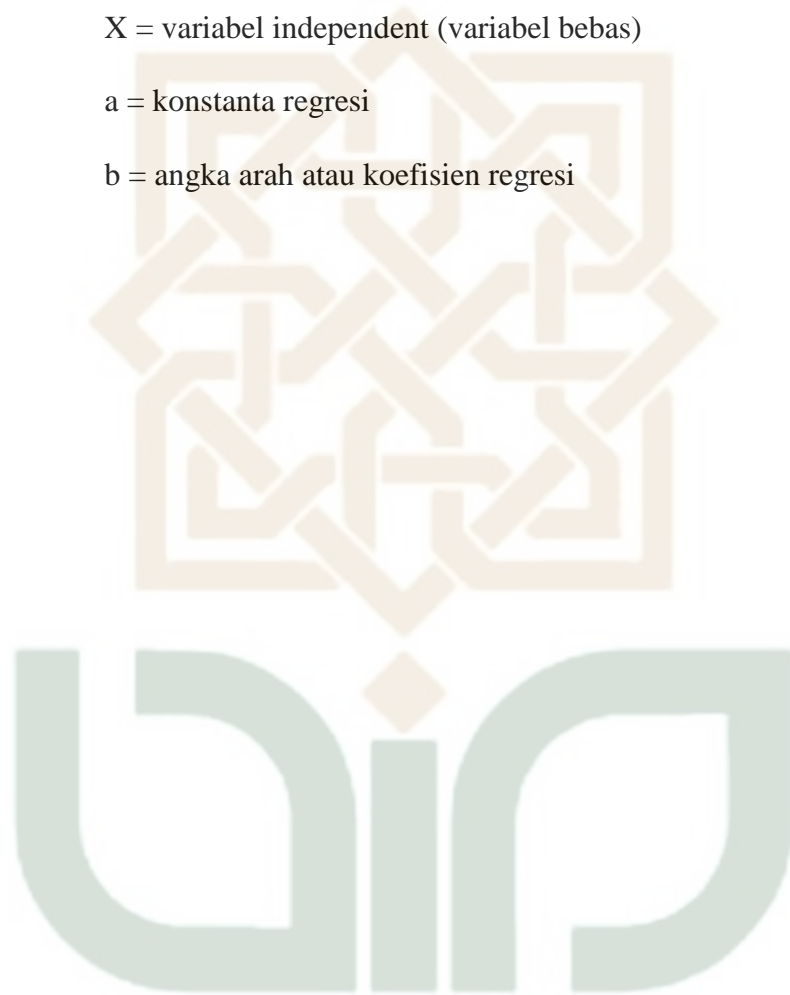 X = variabel independent (variabel bebas)
a = konstanta regresi
b = angka arah atau koefisien regresi